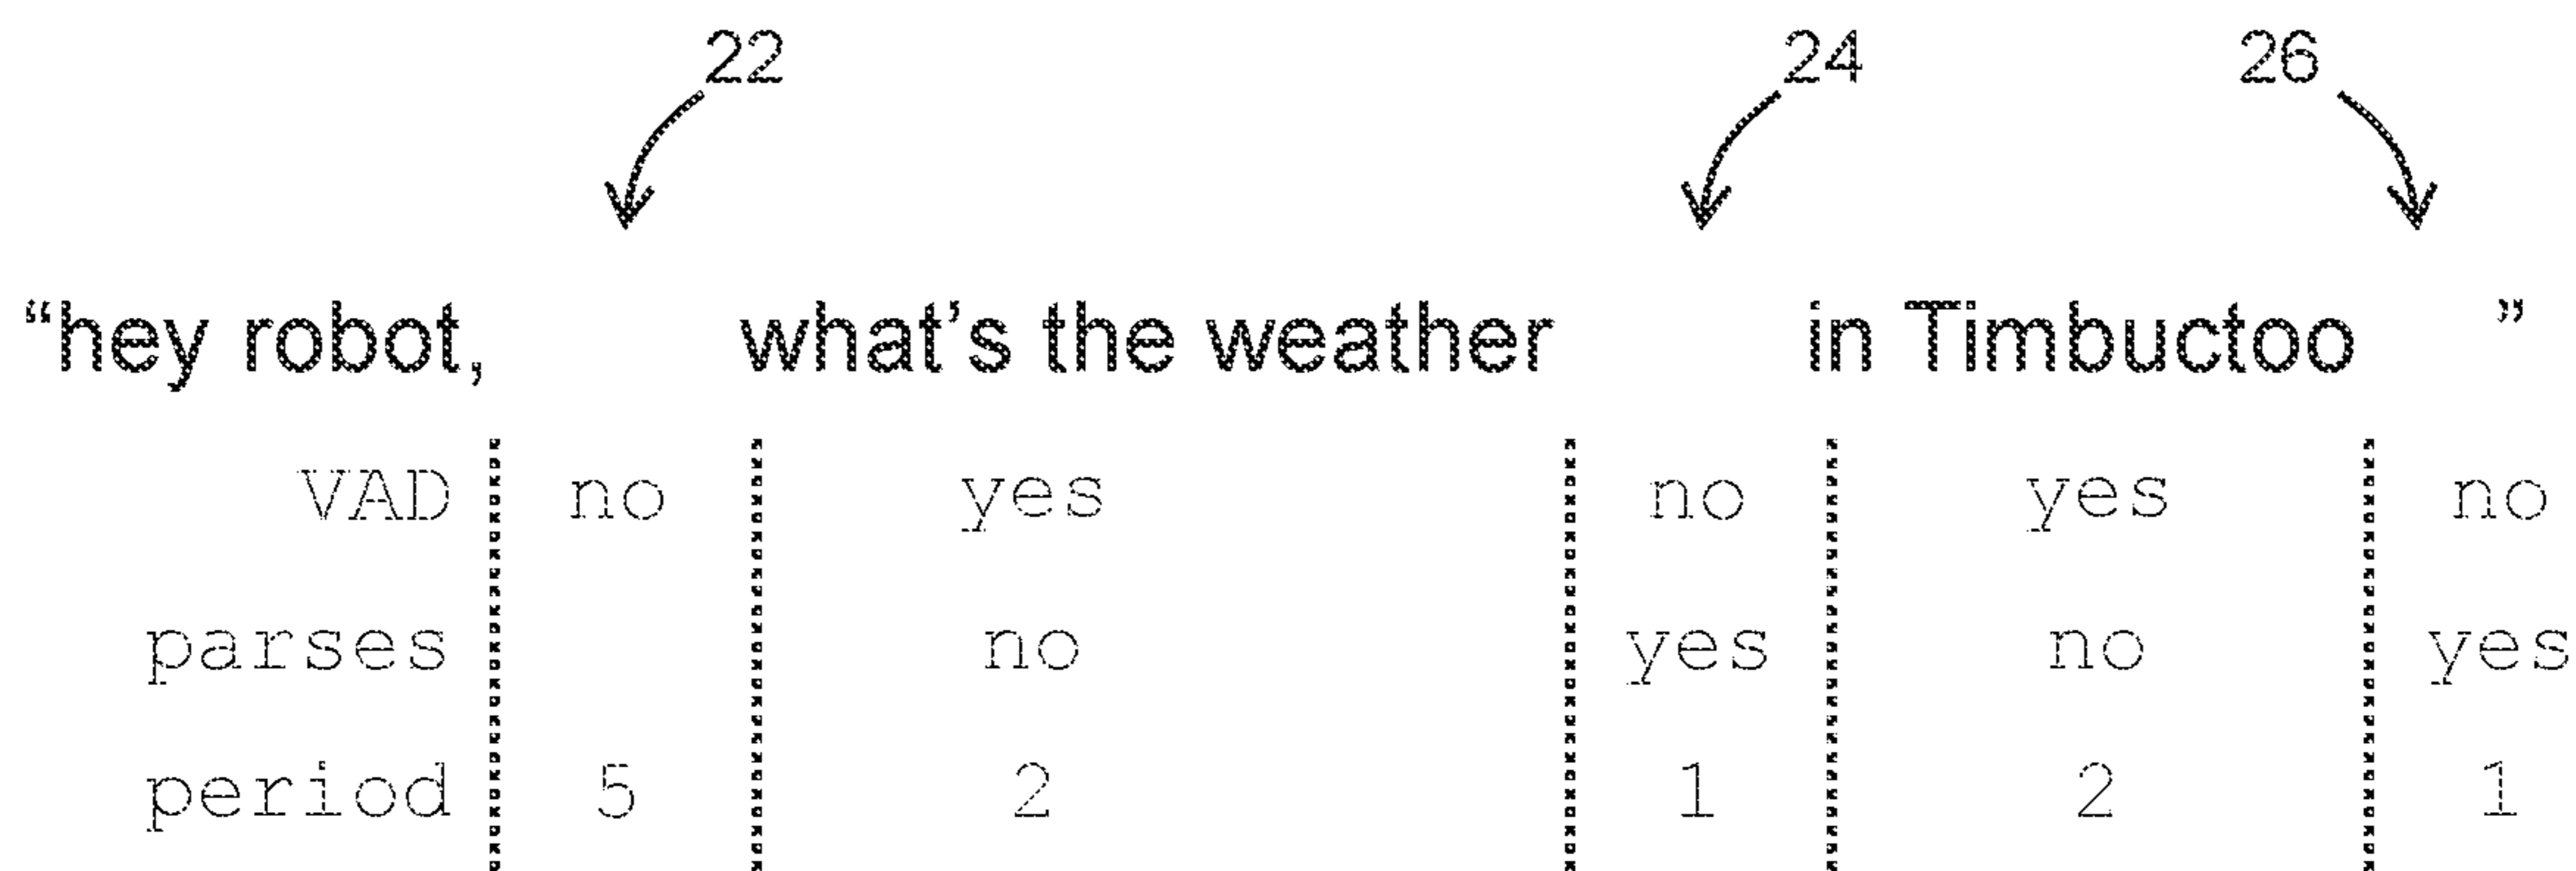 22 24 26
“hey robot, what's the weather in Timbuctoo ”
VAD no yes no yes no
parses no yes no yes
period 5 2 1 2 1